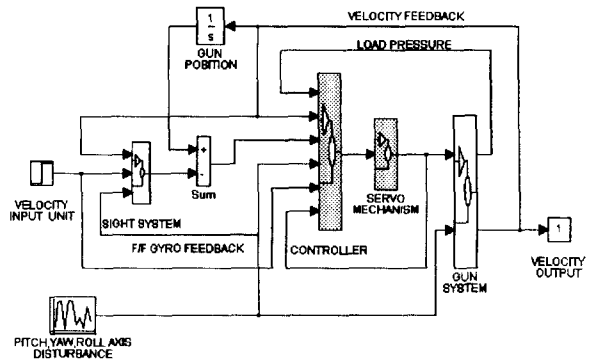 VELOCITY FEEDBACK
1
s
GUN
POSITION
LOAD PRESSURE
+
-
Sum
VELOCITY
INPUT UNIT
SIGHT SYSTEM
SERVO
MECHANISM
F/F GYRO FEEDBACK
CONTROLLER
GUN
SYSTEM
1
VELOCITY
OUTPUT
PITCH,YAW,ROLL AXIS
DISTURBANCE